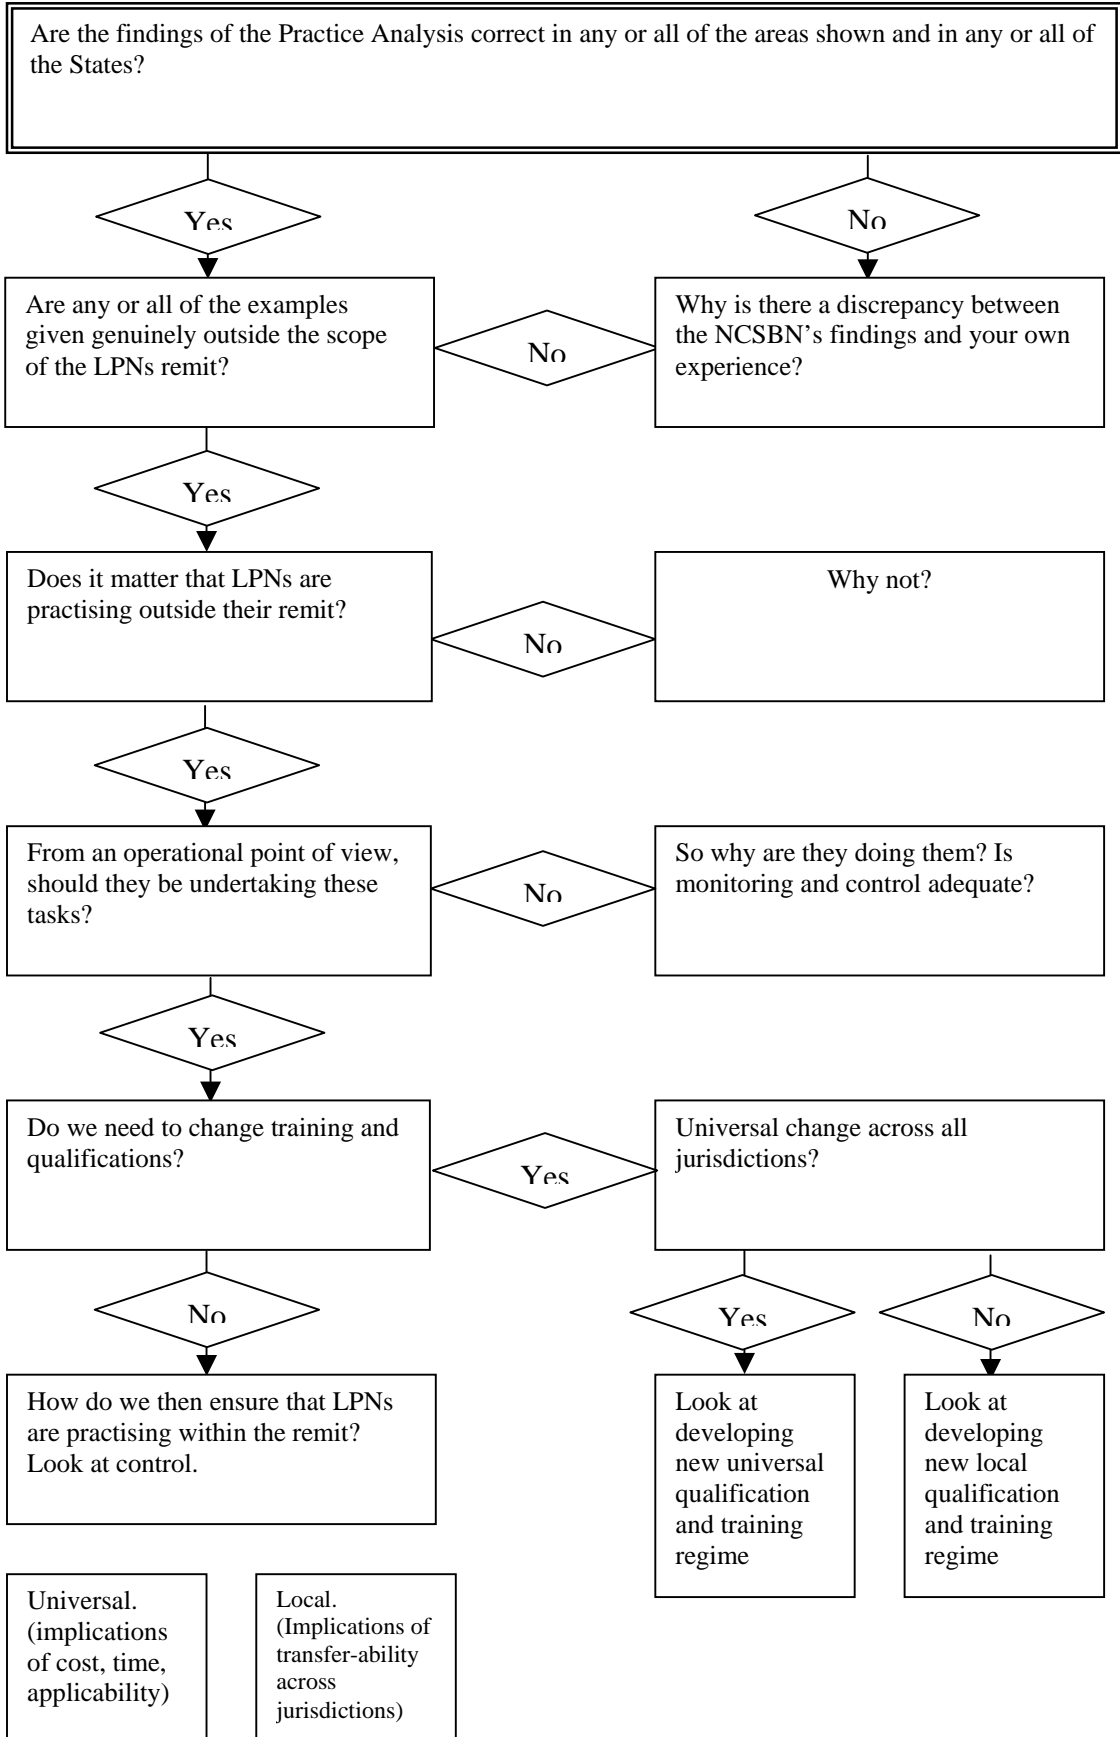 Are the findings of the Practice Analysis correct in any or all of the areas shown and in any or all of
the States?
Yes
No
Are any or all of the examples
given genuinely outside the scope
of the LPNs remit?
No
Why is there a discrepancy between
the NCSBN’s findings and your own
experience?
Yes
Does it matter that LPNs are
practising outside their remit?
No
Why not?
Yes
From an operational point of view,
should they be undertaking these
tasks?
No
So why are they doing them? Is
monitoring and control adequate?
Yes
Do we need to change training and
qualifications?
Yes
Universal change across all
jurisdictions?
No
Yes
No
How do we then ensure that LPNs
are practising within the remit?
Look at control.
Look at
developing
new universal
qualification
and training
regime
Look at
developing
new local
qualification
and training
regime
Universal.
(implications
of cost, time,
applicability)
Local.
(Implications of
transfer-ability
across
jurisdictions)